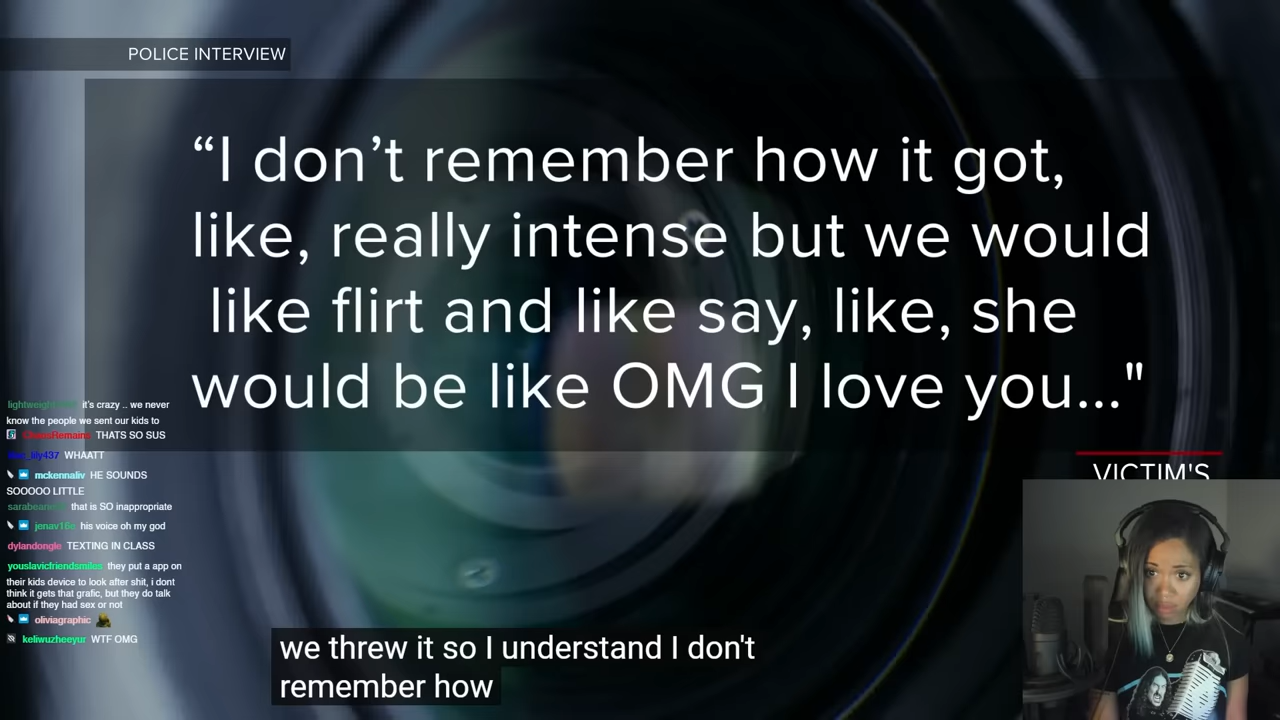 POLICE INTERVIEW
“I don’t remember how it got,
like, really intense but we would
like flirt and like say, like, she
would be like OMG I love you..."
VICTIM'S
it's crazy .. we never
know the people we sent our kids to
THATS SO SUS
WHAATT
mckennaliv HE SOUNDS
SOOOOO LITTLE
that is SO inappropriate
his voice oh my god
dylandongle TEXTING IN CLASS
youslavicfriendsmiles they put a app on
their kids device to look after shit, i dont
think it gets that grafic, but they do talk
about if they had sex or not
oliviagraphic
keliwuzheeyur WTF OMG
we threw it so I understand I don't
remember how